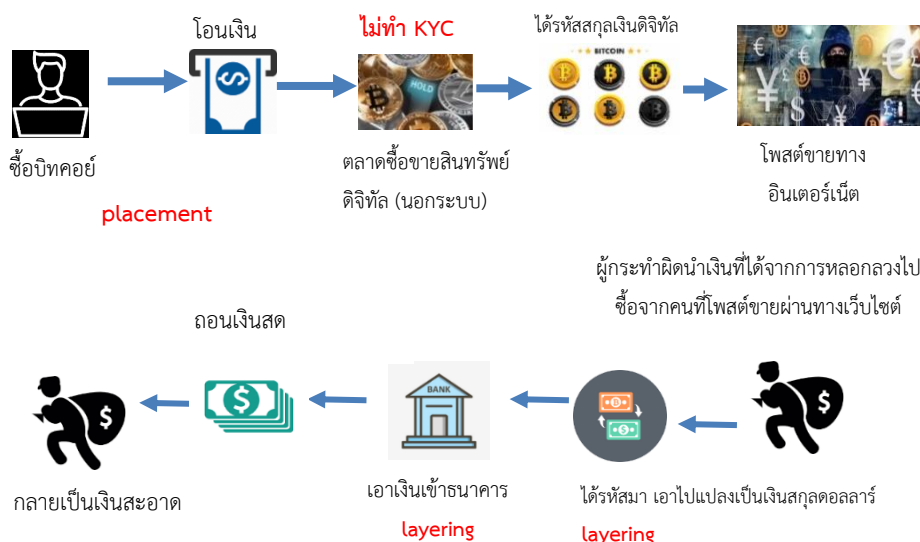 โอนเงิน
ไม่ทำ KYC
ได้รหัสสกุลเงินดิจิทัล
BITCOIN
HOLD
ซื้อบิทคอย์
ตลาดซื้อขายสินทรัพย์
ดิจิทัล (นอกระบบ)
โพสต์ขายทาง
อินเตอร์เน็ต
placement
ผู้กระทำผิดนำเงินที่ได้จากการหลอกลวงไป
ซื้อจากคนที่โพสต์ขายผ่านทางเว็บไซต์
ถอนเงินสด
BANK
กลายเป็นเงินสะอาด
เอาเงินเข้าธนาคาร
ได้รหัสมา เอาไปแปลงเป็นเงินสกุลดอลลาร์
layering
layering